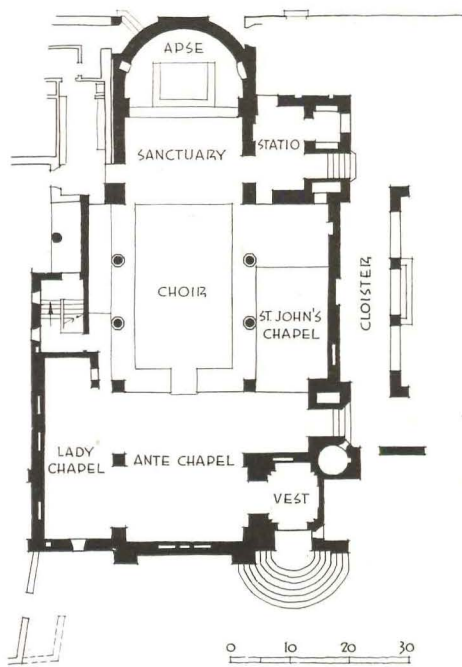 APSE
SANCTUARY
STATIO
CHOIR
ST. JOHN'S
CHAPEL
CLOISTER
LADY
CHAPEL
ANTE CHAPEL
VEST
0 10 20 30